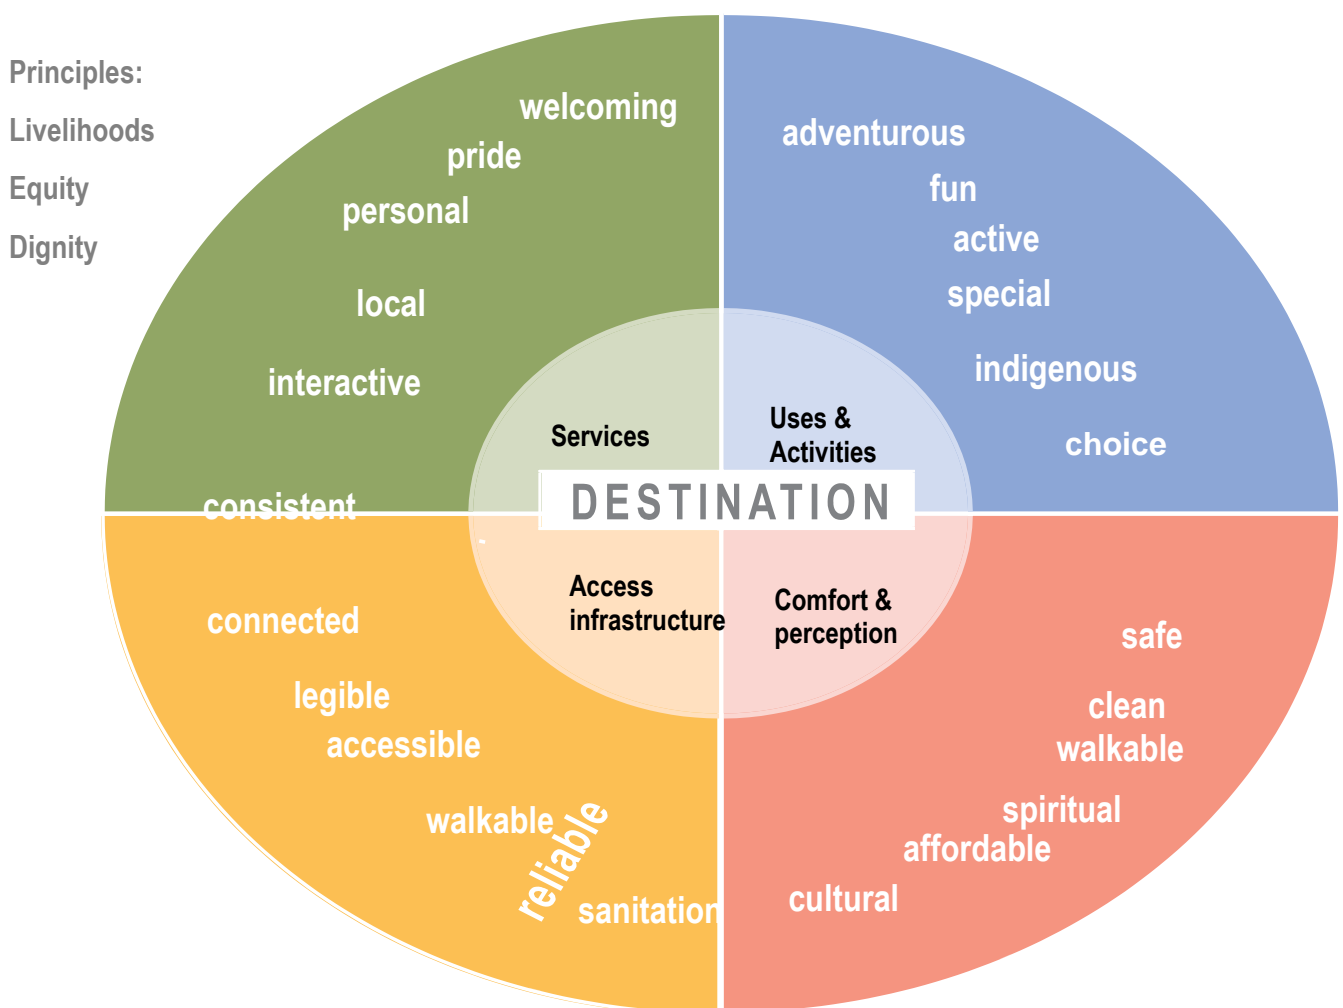 Principles:
Livelihoods
Equity
Dignity
welcoming
pride
personal
local
interactive
consistent
adventurous
fun
active
special
indigenous
choice
Services
Uses &
Activities
DESTINATION
Access
infrastructure
Comfort &
perception
connected
legible
accessible
walkable
reliable
sanitation
safe
clean
walkable
spiritual
affordable
cultural